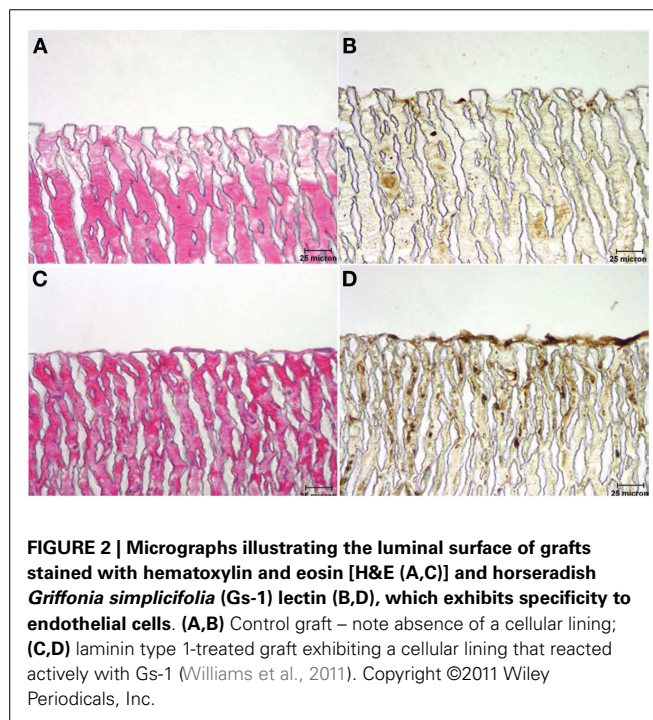 A
B
25 micron
25 micron
C
D
25 micron
25 micron
FIGURE 2 | Micrographs illustrating the luminal surface of grafts
stained with hematoxylin and eosin [H&E (A,C)] and horseradish
Griffonia simplicifolia (Gs-1) lectin (B,D), which exhibits specificity to
endothelial cells. (A,B) Control graft – note absence of a cellular lining;
(C,D) laminin type 1-treated graft exhibiting a cellular lining that reacted
actively with Gs-1 (Williams et al., 2011). Copyright ©2011 Wiley
Periodicals, Inc.